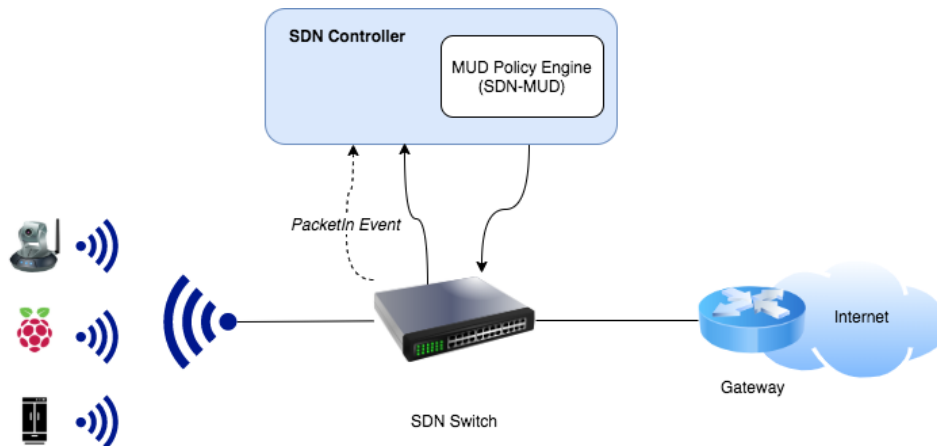 SDN Controller
MUD Policy Engine
(SDN-MUD)
PacketIn Event
Internet
Gateway
SDN Switch